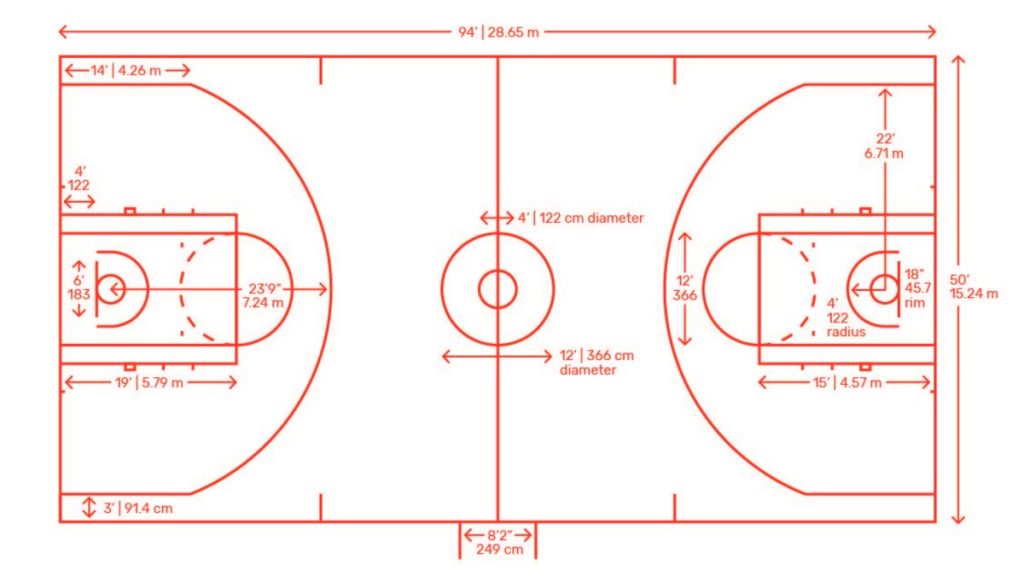 94' | 28.65 m
14' | 4.26 m
22'
6.71 m
4'
122
4' | 122 cm diameter
6'
183
23'9"
7.24 m
12'
366
18"
45.7
rim
4'
122
radius
50'
15.24 m
12' | 366 cm
diameter
19' | 5.79 m
15' | 4.57 m
3' | 91.4 cm
8'2"
249 cm